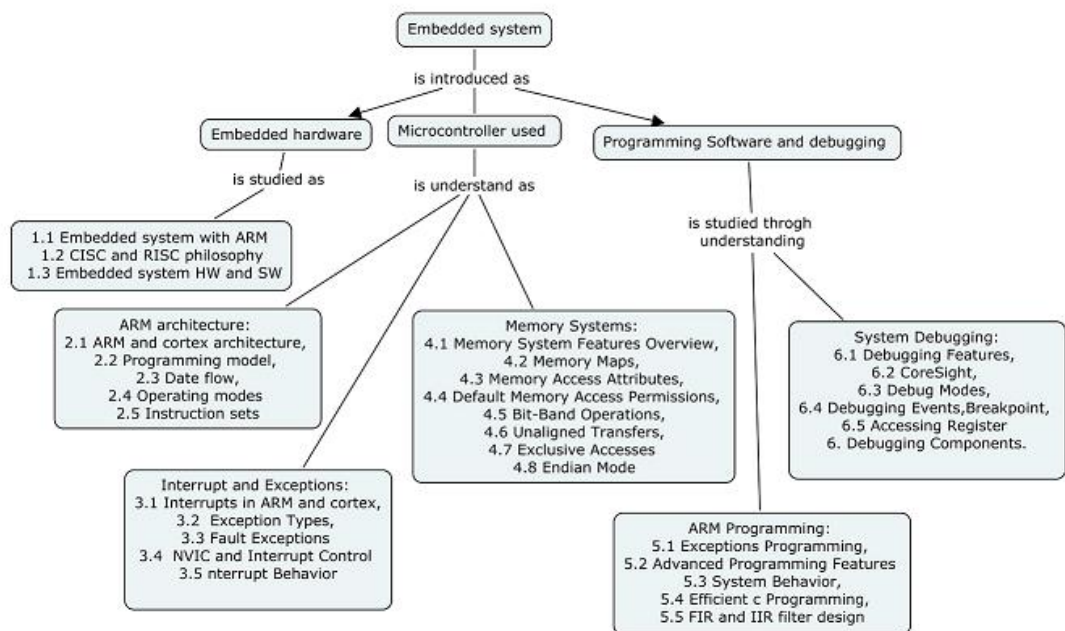 Embedded system
is introduced as
Embedded hardware
Microcontroller used
Programming Software and debugging
is studied as
is understand as
is studied throgh
understanding
1.1 Embedded system with ARM
1.2 CISC and RISC philosophy
1.3 Embedded system HW and SW
ARM architecture:
2.1 ARM and cortex architecture,
2.2 Programming model,
2.3 Date flow,
2.4 Operating modes
2.5 Instruction sets
Memory Systems:
4.1 Memory System Features Overview,
4.2 Memory Maps,
4.3 Memory Access Attributes,
4.4 Default Memory Access Permissions,
4.5 Bit-Band Operations,
4.6 Unaligned Transfers,
4.7 Exclusive Accesses
4.8 Endian Mode
System Debugging:
6.1 Debugging Features,
6.2 CoreSight,
6.3 Debug Modes,
6.4 Debugging Events,Breakpoint,
6.5 Accessing Register
6. Debugging Components.
Interrupt and Exceptions:
3.1 Interrupts in ARM and cortex,
3.2 Exception Types,
3.3 Fault Exceptions
3.4 NVIC and Interrupt Control
3.5 nterrupt Behavior
ARM Programming:
5.1 Exceptions Programming,
5.2 Advanced Programming Features
5.3 System Behavior,
5.4 Efficient c Programming,
5.5 FIR and IIR filter design